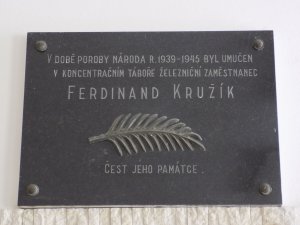 V DOBĚ POROBY NÁRODA R. 1939-1945 BYL UMUČEN
V KONCENTRAČNÍM TÁBOŘE ŽELEZNIČNÍ ZAMĚSTNANEC
FERDINAND KRUŽÍK
ČEST JEHO PAMÁTCE.